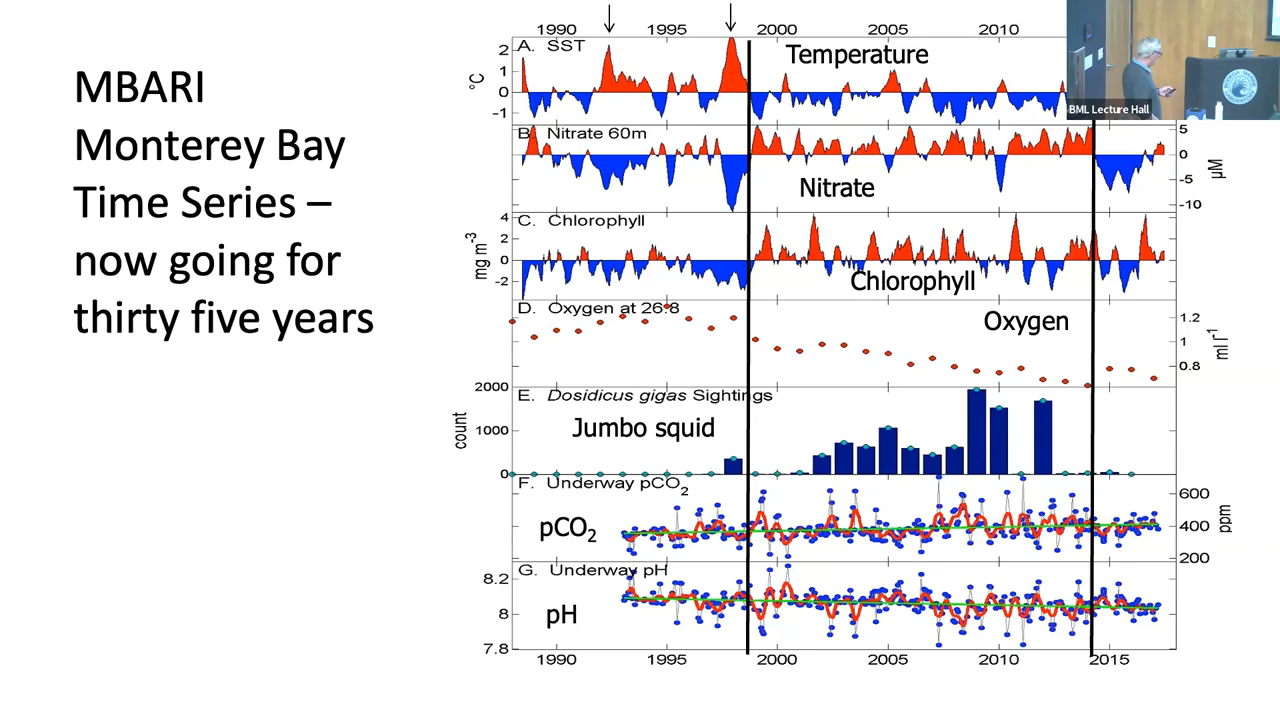 MBARI
Monterey Bay
Time Series –
now going for
thirty five years
1990 1995 2000 2005 2010
A. SST
Temperature
°C
2
1
0
-1
B. Nitrate 60m
Nitrate
5
0
-5
-10
µM
C. Chlorophyll
Chlorophyll
mg m-3
4
2
0
-2
D. Oxygen at 26.8
Oxygen
1.2
1
0.8
ml l-1
E. Dosidicus gigas Sightings
Jumbo squid
count
2000
1000
0
F. Underway pCO2
pCO2
600
400
200
ppm
G. Underway pH
pH
8.2
8
7.8
1990 1995 2000 2005 2010 2015
BML Lecture Hall